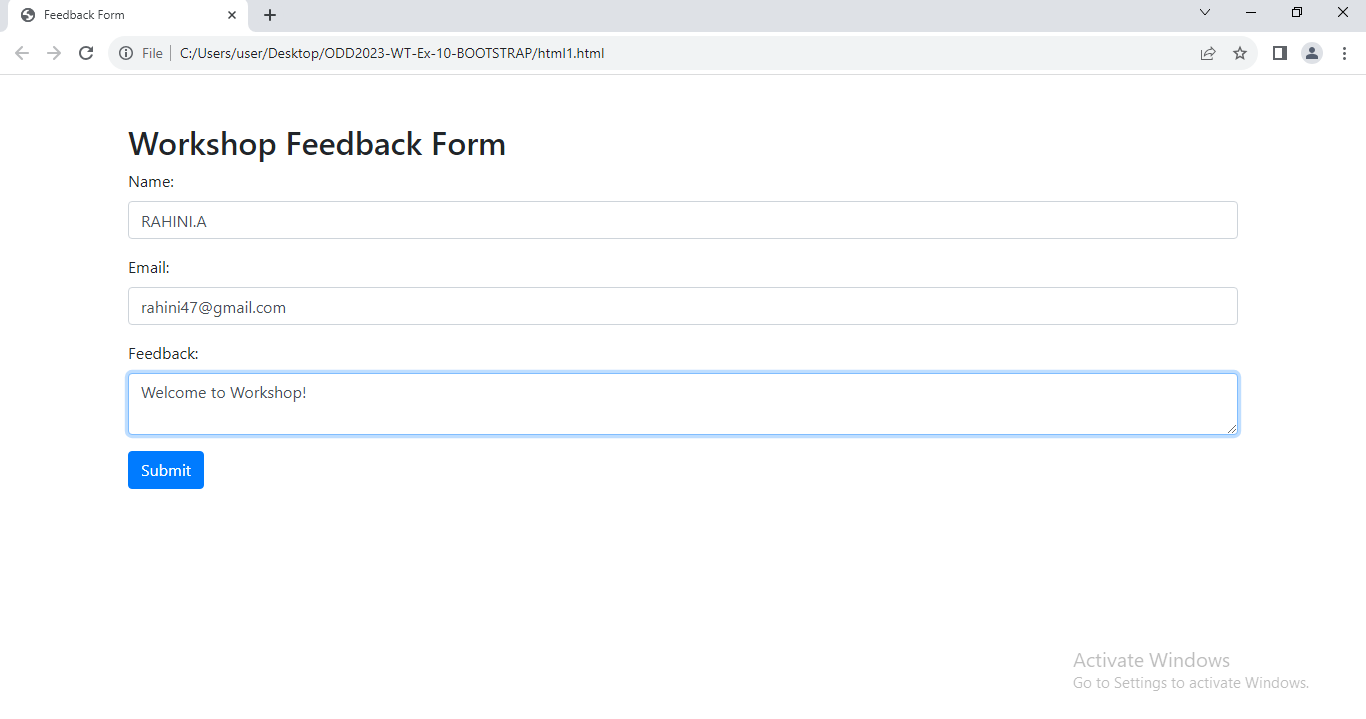 Feedback Form
File
C:/Users/user/Desktop/ODD2023-WT-Ex-10-BOOTSTRAP/html1.html
Workshop Feedback Form
Name:
RAHINI.A
Email:
rahini47@gmail.com
Feedback:
Welcome to Workshop!
Submit
Activate Windows
Go to Settings to activate Windows.